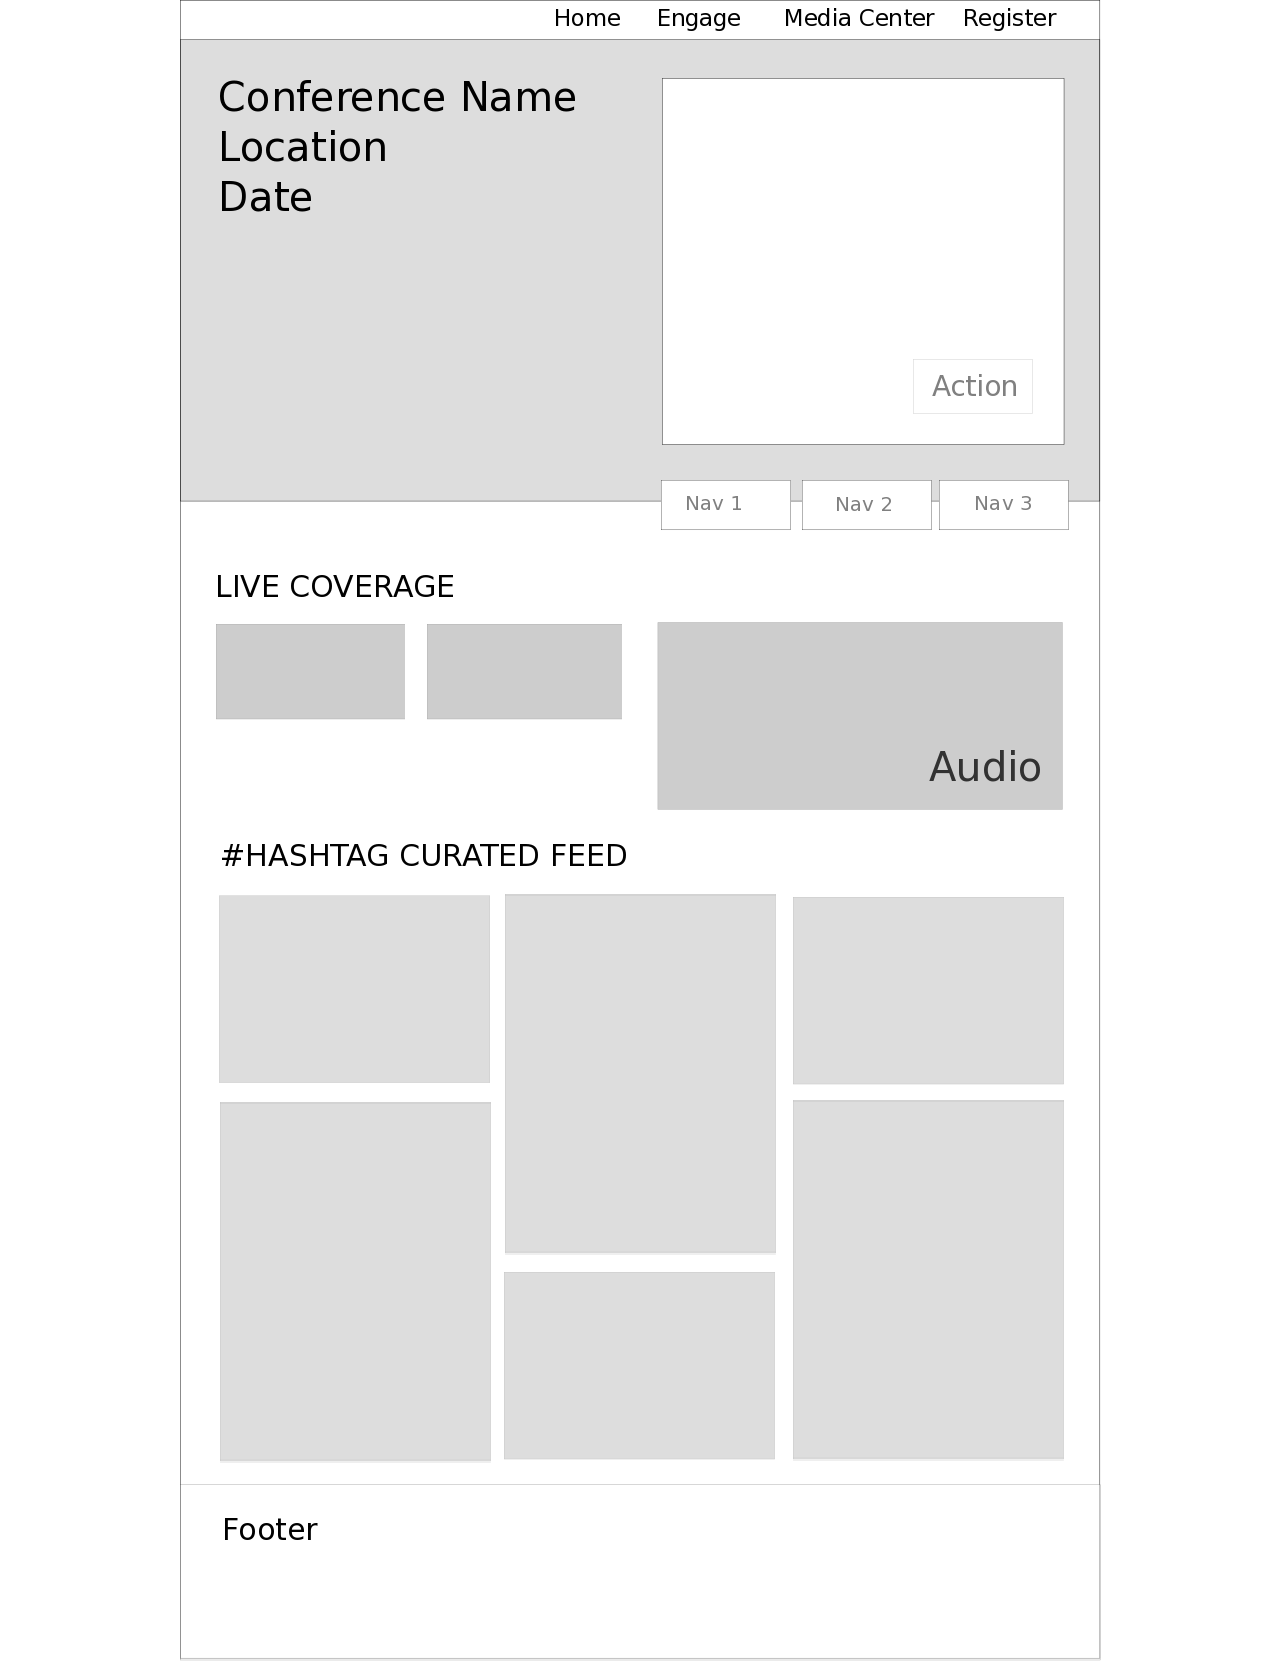 Home Engage Media Center Register
Conference Name
Location
Date
Action
Nav 1 Nav 2 Nav 3
LIVE COVERAGE
Audio
#HASHTAG CURATED FEED
Footer